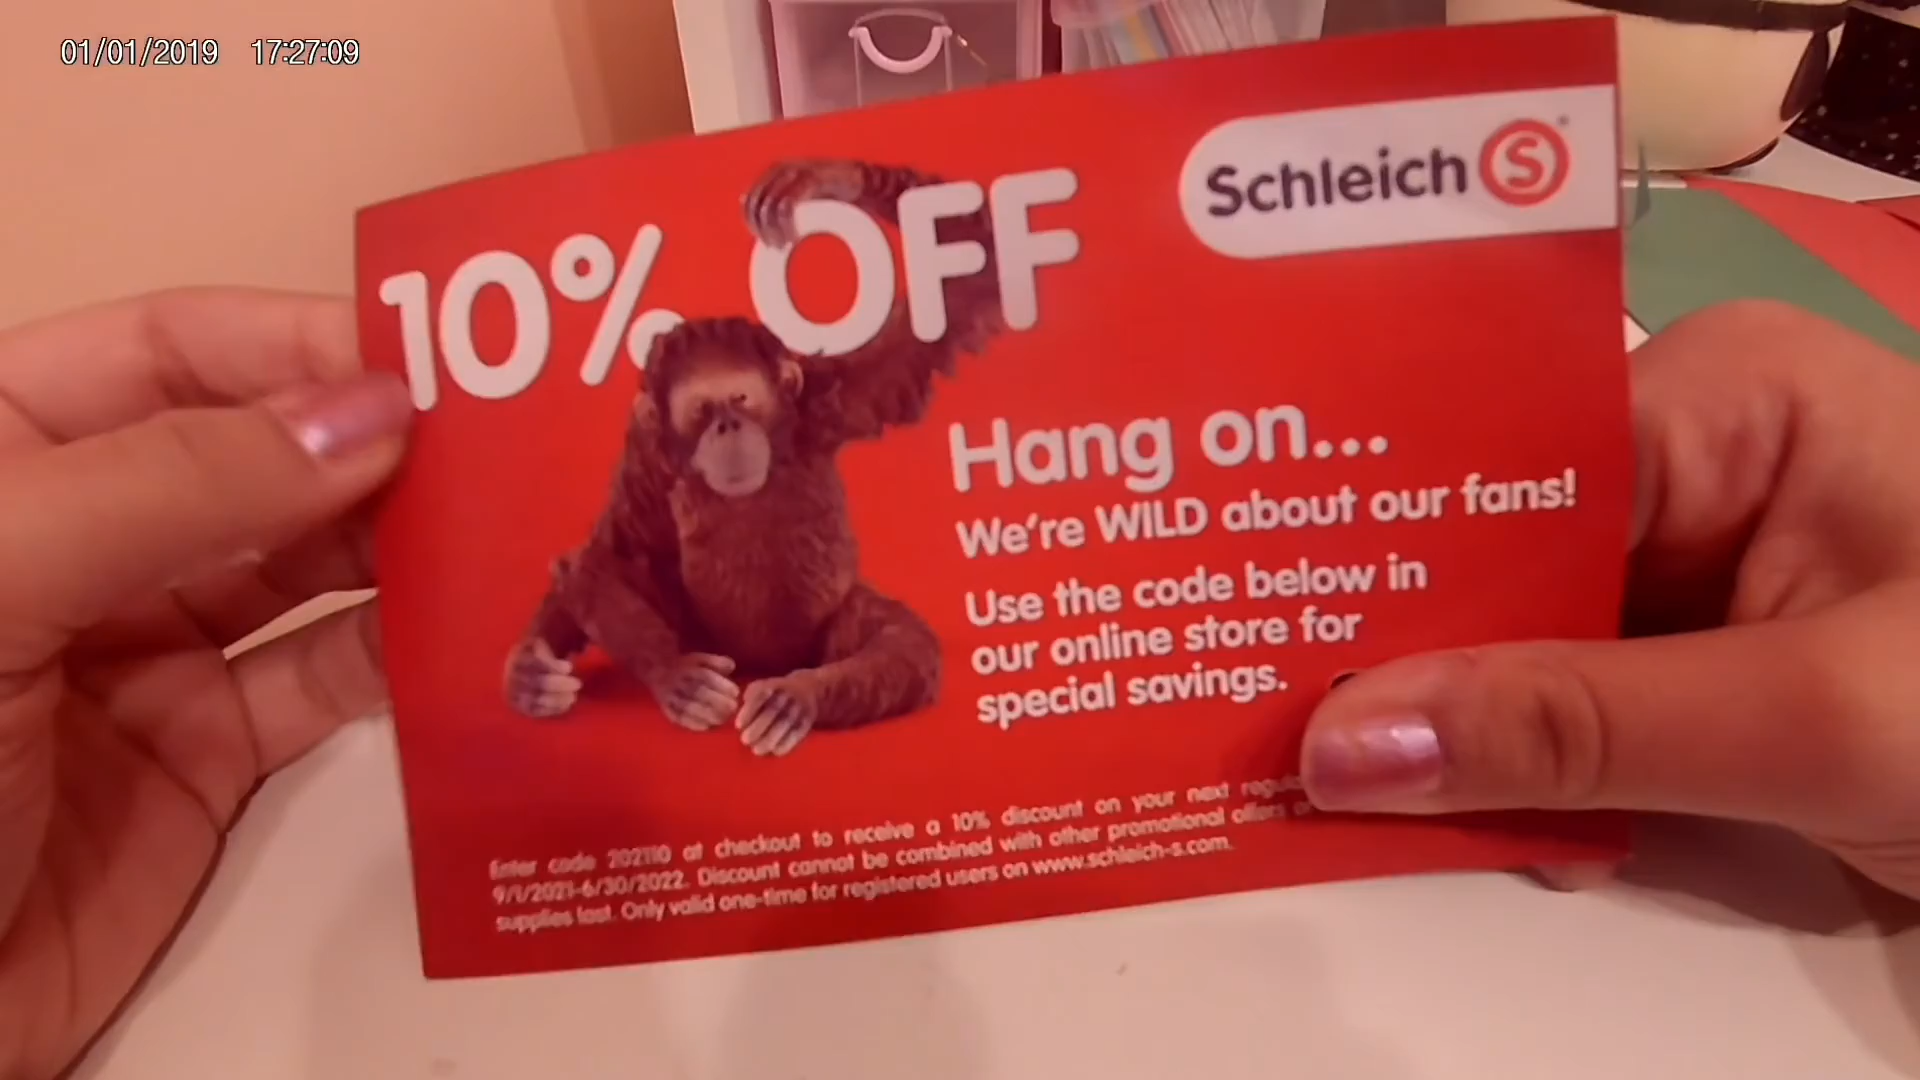 01/01/2019 17:27:09
Schleich S
10% OFF
Hang on...
We're WILD about our fans!
Use the code below in
our online store for
special savings.
Enter code 202110 at checkout to receive a 10% discount on your next
9/1/2021-6/30/2022. Discount cannot be combined with other promotional offers
supplies last. Only valid one-time for registered users on www.schleich-s.com.